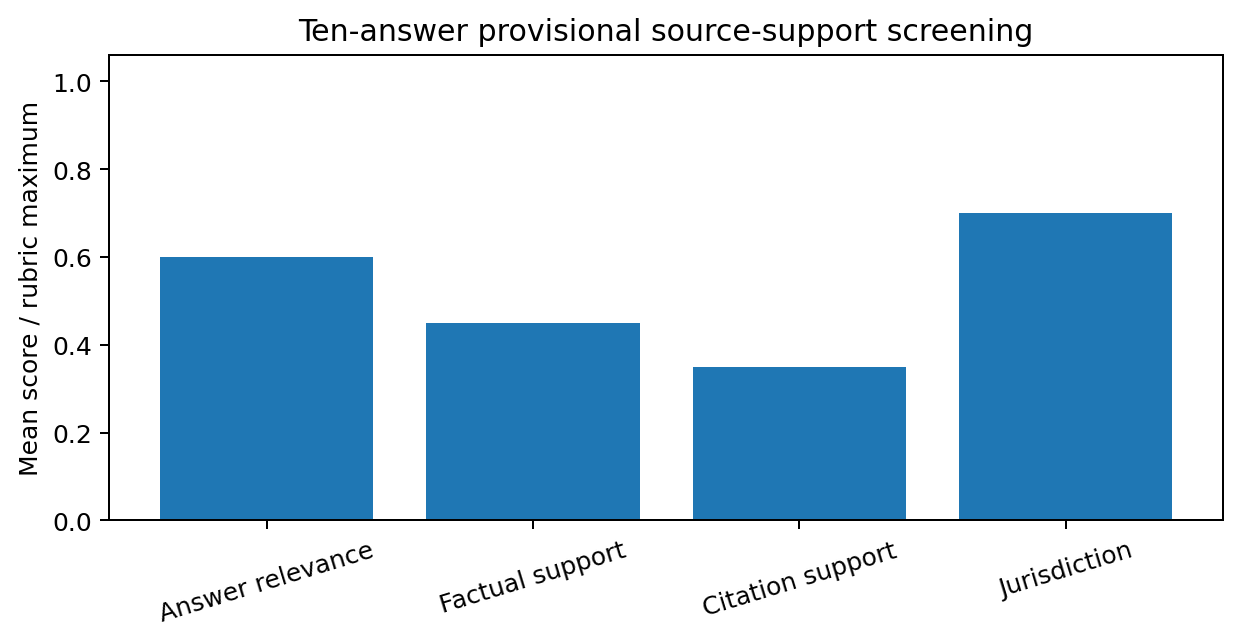 Ten-answer provisional source-support screening
Mean score / rubric maximum
1.0
0.8
0.6
0.4
0.2
0.0
Answer relevance
Factual support
Citation support
Jurisdiction